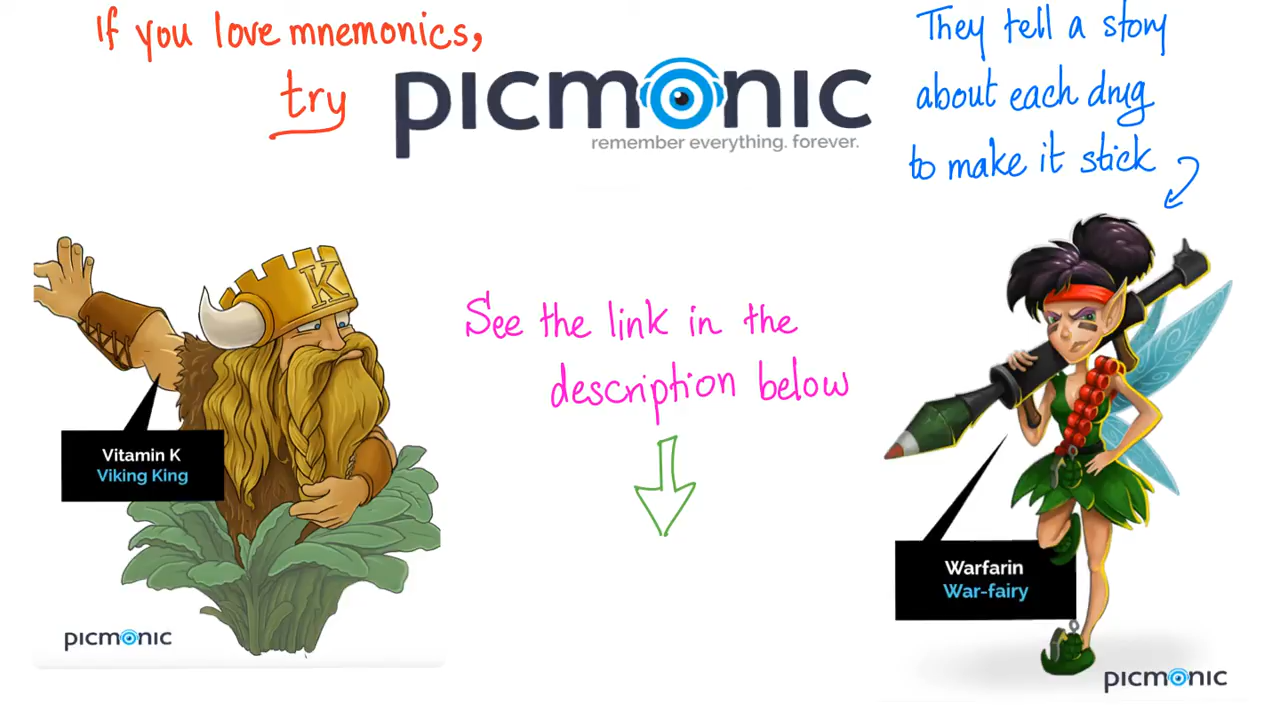 If you love mnemonics,
try
picmonic
remember everything. forever.
They tell a story
about each drug
to make it stick
K
See the link in the
description below
Vitamin K
Viking King
picmonic
Warfarin
War-fairy
picmonic